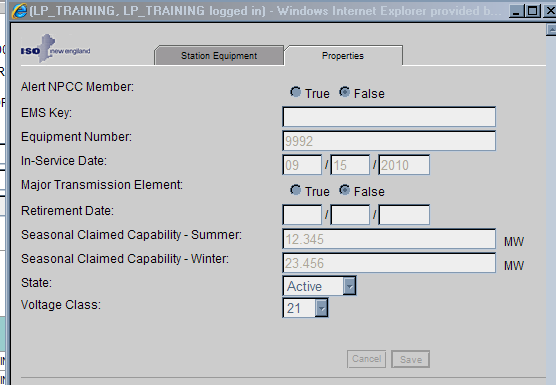 (LP_TRAINING, LP_TRAINING logged in) - Windows Internet Explorer provided b...
ISO new england
Station Equipment Properties
Alert NPCC Member: True False
EMS Key:
Equipment Number: 9992
In-Service Date: 09 / 15 / 2010
Major Transmission Element: True False
Retirement Date: / /
Seasonal Claimed Capability - Summer: 12.345 MW
Seasonal Claimed Capability - Winter: 23.456 MW
State: Active
Voltage Class: 21
Cancel Save